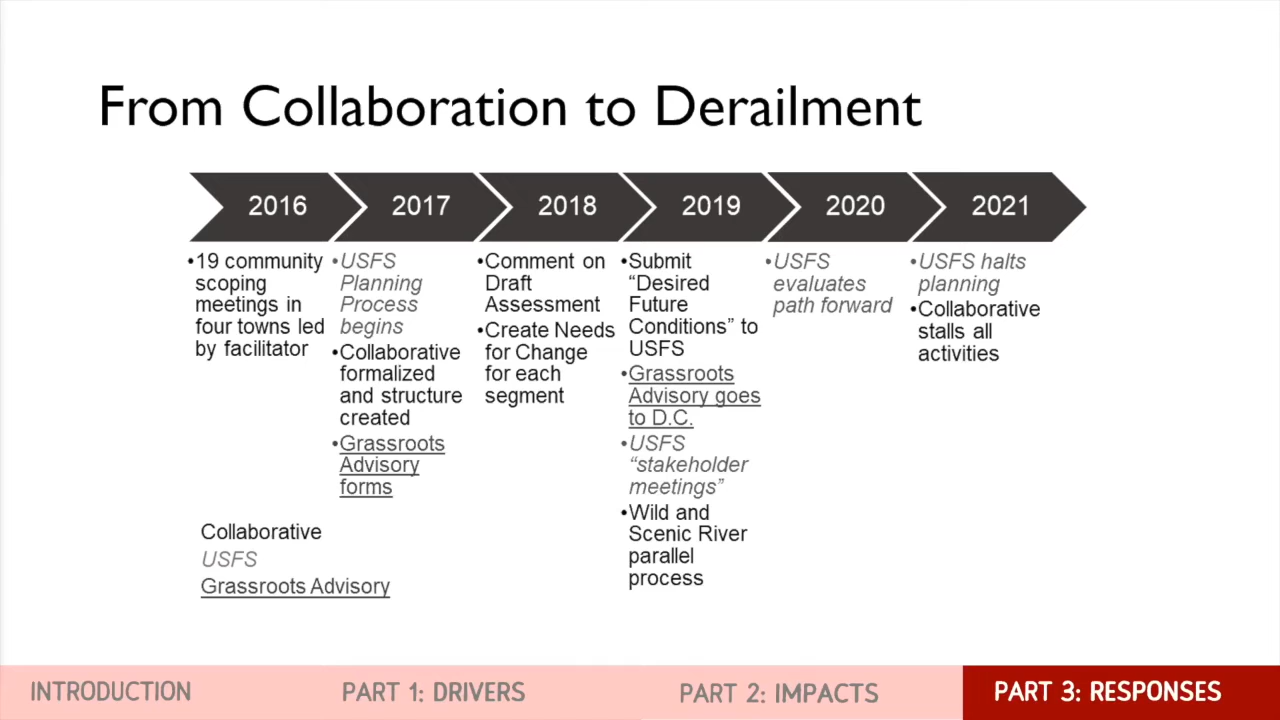 From Collaboration to Derailment
2016
2017
2018
2019
2020
2021
•19 community
scoping
meetings in
four towns led
by facilitator
•USFS
Planning
Process
begins
•Collaborative
formalized
and structure
created
•Grassroots
Advisory
forms
•Comment on
Draft
Assessment
•Create Needs
for Change
for each
segment
•Submit
“Desired
Future
Conditions” to
USFS
•Grassroots
Advisory goes
to D.C.
•USFS
“stakeholder
meetings”
•Wild and
Scenic River
parallel
process
•USFS
evaluates
path forward
•USFS halts
planning
•Collaborative
stalls all
activities
Collaborative
USFS
Grassroots Advisory
INTRODUCTION
PART 1: DRIVERS
PART 2: IMPACTS
PART 3: RESPONSES